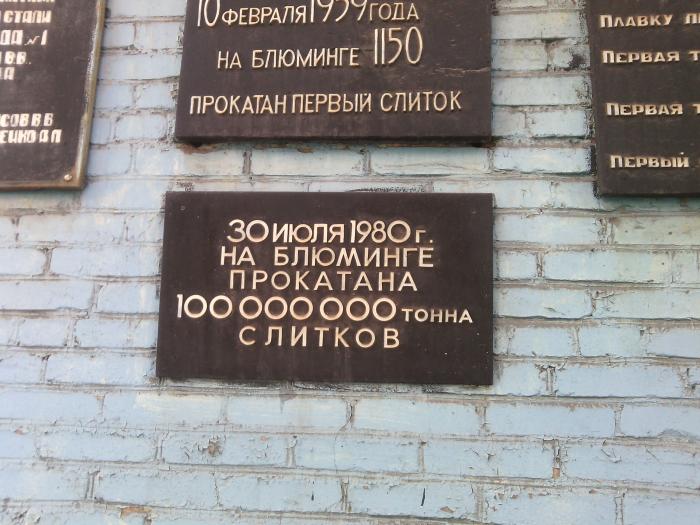 СТАЛИ
10 ФЕВРАЛЯ 1959 ГОДА
НА БЛЮМИНГЕ 1150
ПРОКАТАН ПЕРВЫЙ СЛИТОК
ПЛАВКУ
ПЕРВАЯ
ПЕРВАЯ
ПЕРВЫЙ
30 ИЮЛЯ 1980 г.
НА БЛЮМИНГЕ
ПРОКАТАНА
100 000 000 ТОННА
СЛИТКОВ